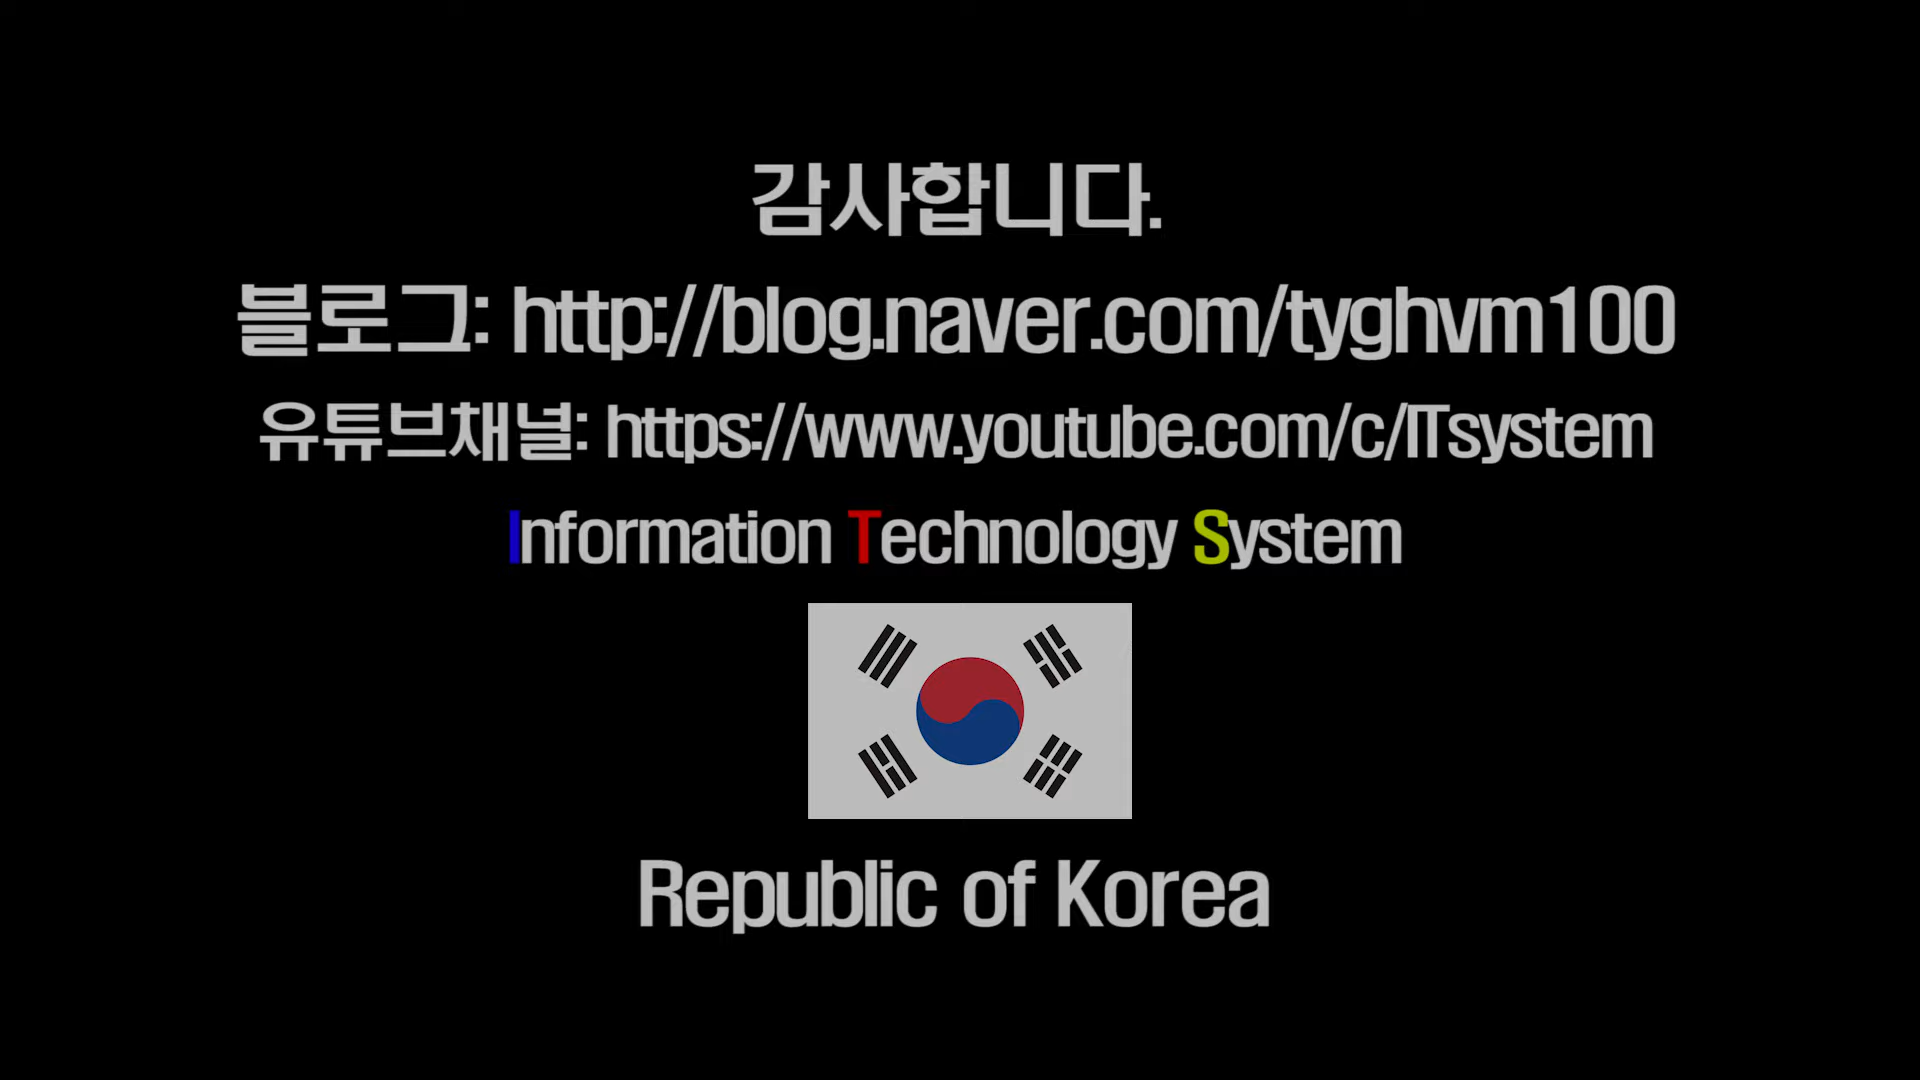 감사합니다.
블로그: http://blog.naver.com/tyghvm100
유튜브채널: https://www.youtube.com/c/ITsystem
Information Technology System
Republic of Korea